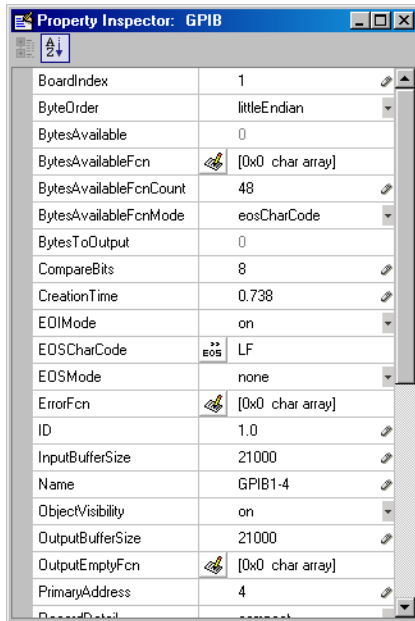 Property Inspector: GPIB
A Z
BoardIndex 1
ByteOrder littleEndian
BytesAvailable 0
BytesAvailableFcn [0x0 char array]
BytesAvailableFcnCount 48
BytesAvailableFcnMode eosCharCode
BytesToOutput 0
CompareBits 8
CreationTime 0.738
EOIMode on
EOSCharCode EOS LF
EOSMode none
ErrorFcn [0x0 char array]
ID 1.0
InputBufferSize 21000
Name GPIB1-4
ObjectVisibility on
OutputBufferSize 21000
OutputEmptyFcn [0x0 char array]
PrimaryAddress 4